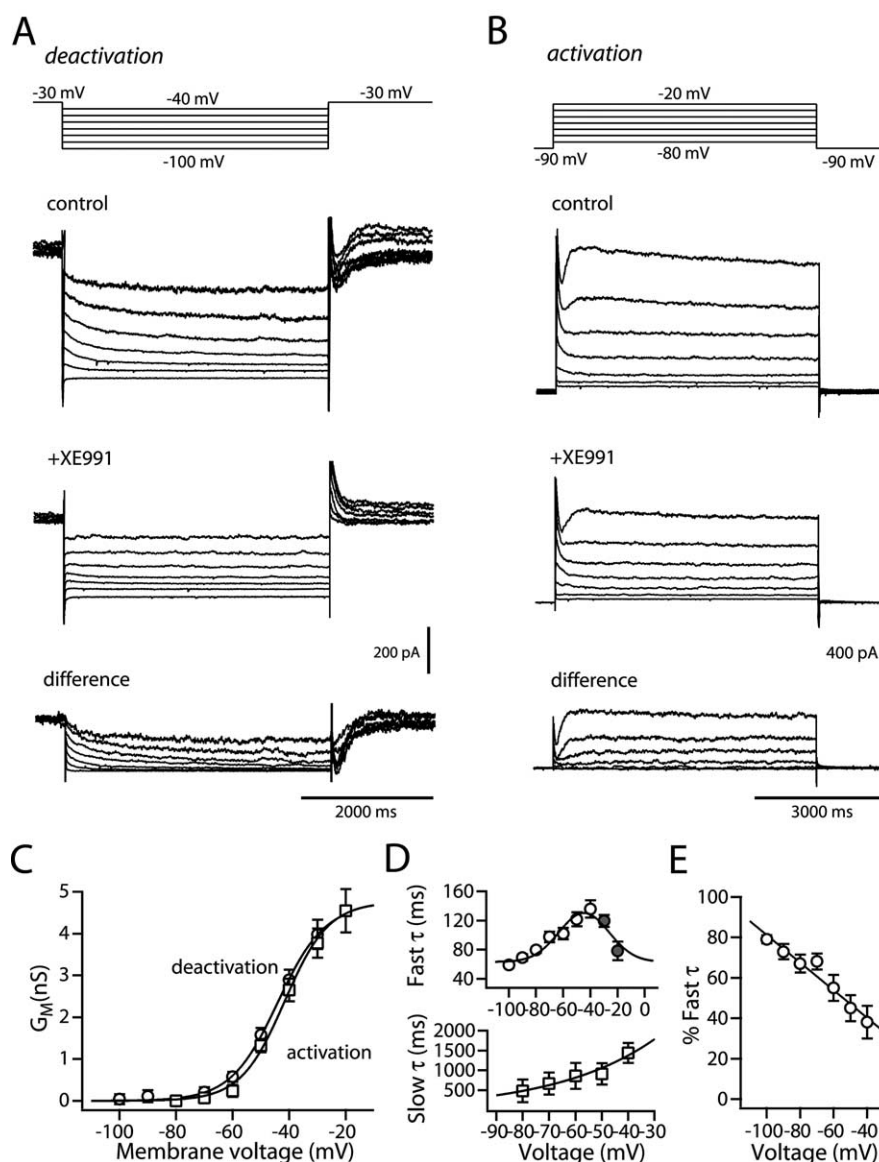 A
deactivation
-30 mV
-40 mV
-30 mV
-100 mV
control
+XE991
200 pA
difference
2000 ms
B
activation
-20 mV
-90 mV
-80 mV
-90 mV
control
+XE991
400 pA
difference
3000 ms
C
G_M(nS)
5
4
3
2
1
0
deactivation
activation
-100
-80
-60
-40
-20
Membrane voltage (mV)
D
Fast τ (ms)
160
120
80
40
-100
-80
-60
-40
-20
0
Slow τ (ms)
2000
1500
1000
500
-90
-80
-70
-60
-50
-40
-30
Voltage (mV)
E
% Fast τ
100
80
60
40
20
0
-100
-80
-60
-40
Voltage (mV)